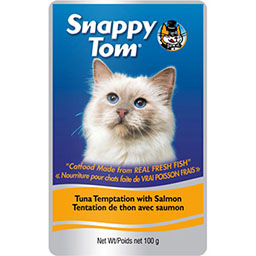 Snappy
Tom®
"Catfood Made from REAL FRESH FISH"
« Nourriture pour chats faite de VRAI POISSON FRAIS »
Tuna Temptation with Salmon
Tentation de thon avec saumon
Net Wt/Poids net 100 g